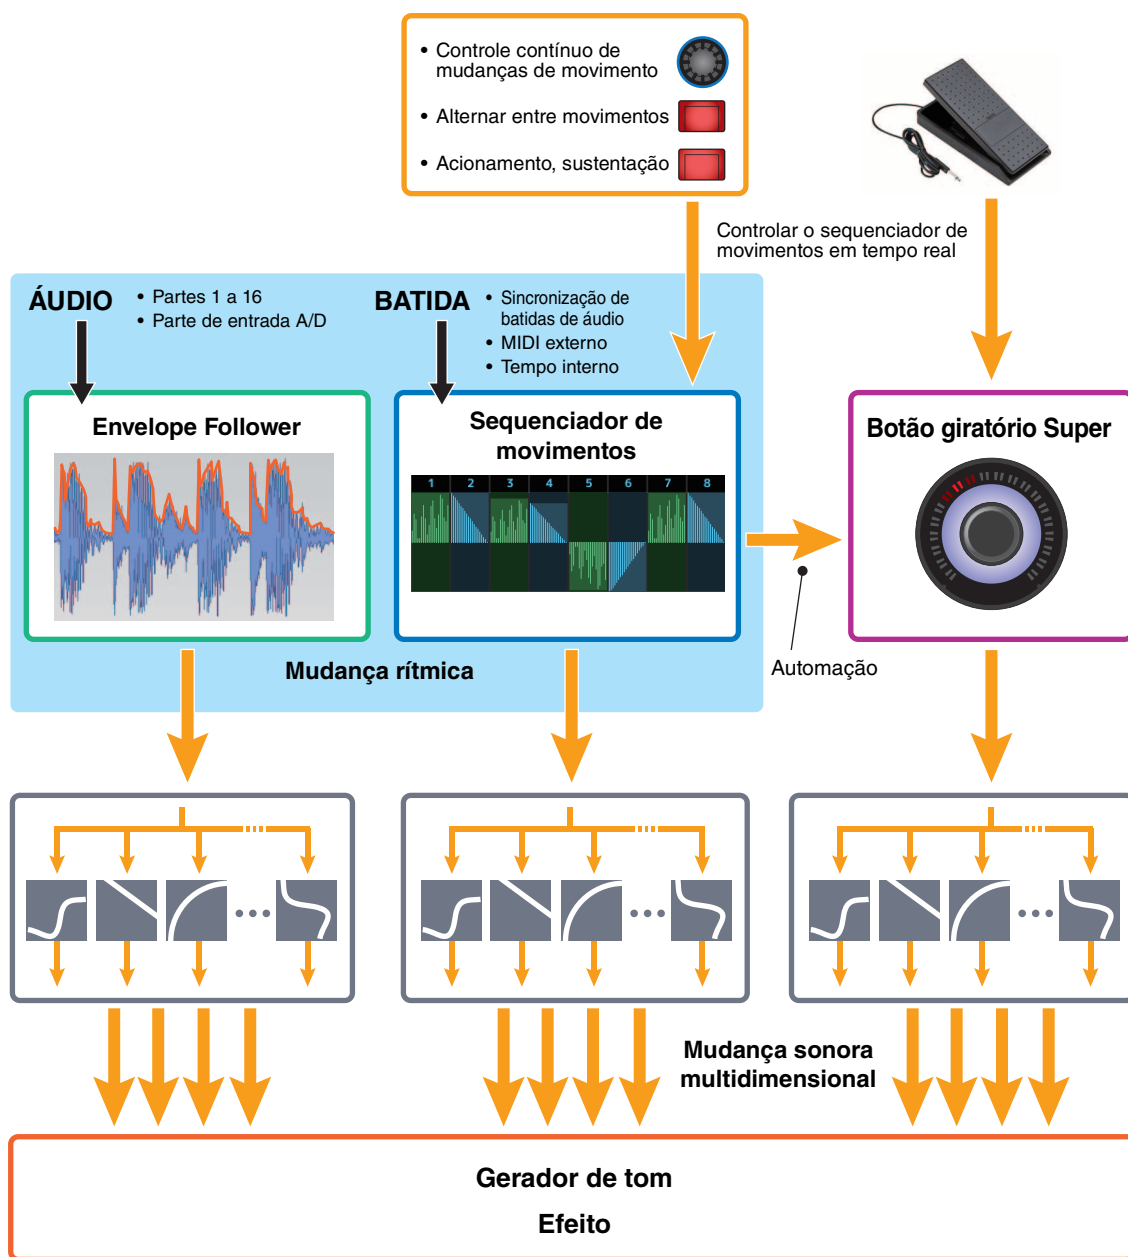 • Controle contínuo de
mudanças de movimento
• Alternar entre movimentos
• Acionamento, sustentação
Controlar o sequenciador de
movimentos em tempo real
ÁUDIO
• Partes 1 a 16
• Parte de entrada A/D
BATIDA
• Sincronização de
batidas de áudio
• MIDI externo
• Tempo interno
Envelope Follower
Sequenciador de
movimentos
1 2 3 4 5 6 7 8
Botão giratório Super
Mudança rítmica
Automação
Mudança sonora
multidimensional
Gerador de tom
Efeito